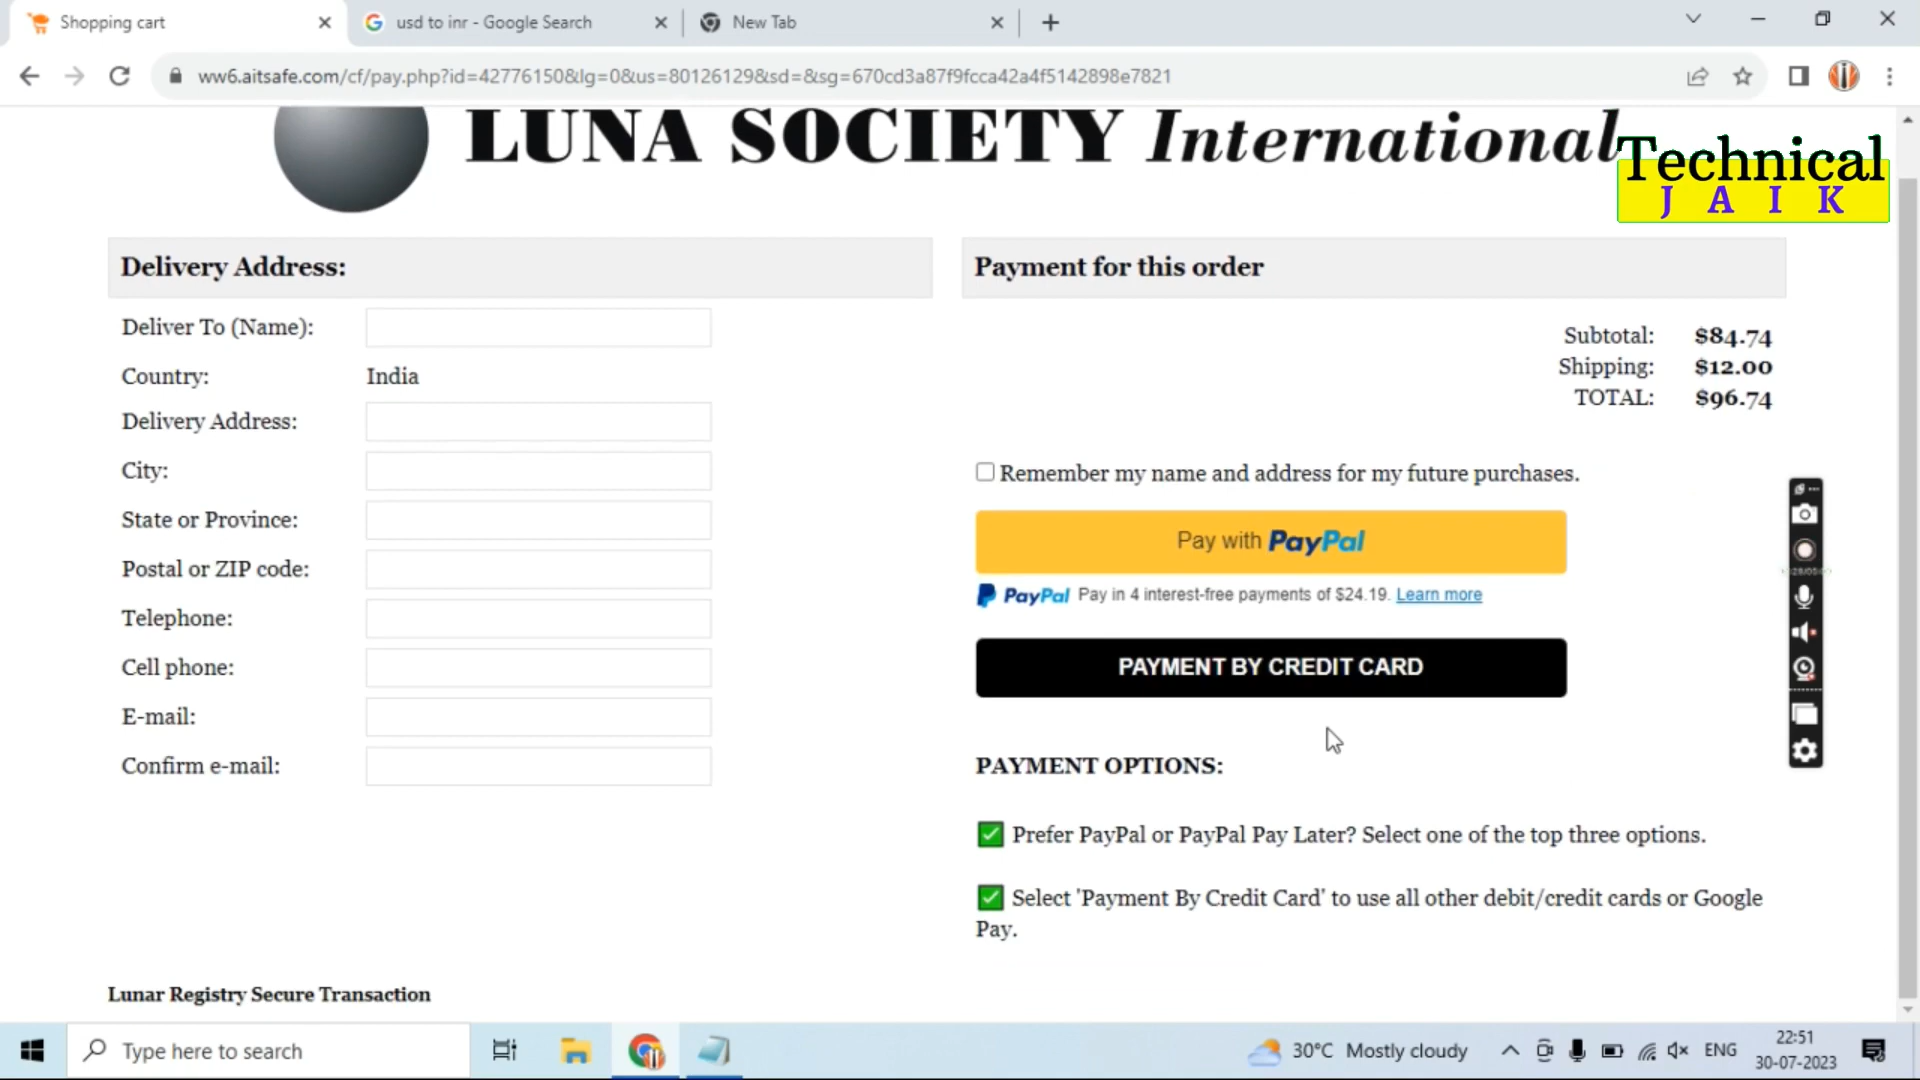 Shopping cart
usd to inr - Google Search
New Tab
ww6.aitsafe.com/cf/pay.php?id=42776150&lg=0&us=80126129&sd=&sg=670cd3a87f9fcca42a4f5142898e7821
LUNA SOCIETY International
Technical
JAIK
Delivery Address:
Deliver To (Name):
Country: India
Delivery Address:
City:
State or Province:
Postal or ZIP code:
Telephone:
Cell phone:
E-mail:
Confirm e-mail:
Payment for this order
Subtotal: $84.74
Shipping: $12.00
TOTAL: $96.74
Remember my name and address for my future purchases.
Pay with PayPal
PayPal Pay in 4 interest-free payments of $24.19. Learn more
PAYMENT BY CREDIT CARD
PAYMENT OPTIONS:
Prefer PayPal or PayPal Pay Later? Select one of the top three options.
Select 'Payment By Credit Card' to use all other debit/credit cards or Google
Pay.
Lunar Registry Secure Transaction
Type here to search
30°C Mostly cloudy
ENG
22:51
30-07-2023